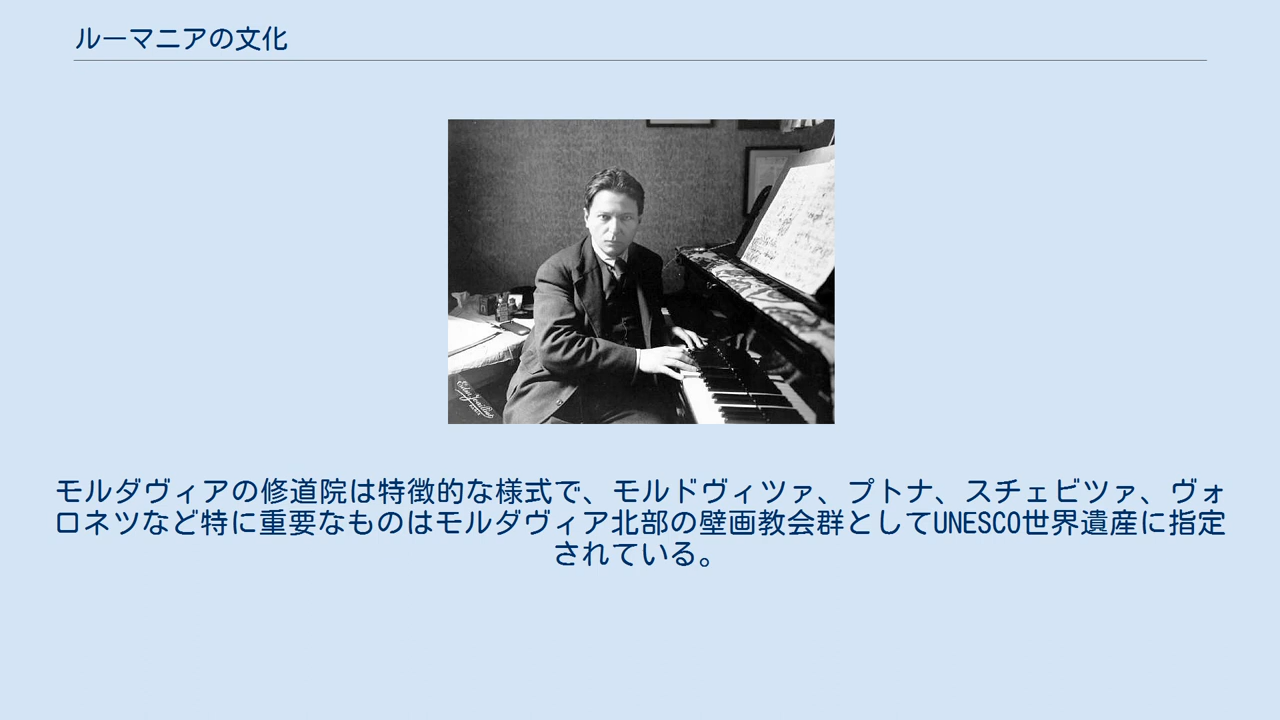 ルーマニアの文化
モルダヴィアの修道院は特徴的な様式で、モルドヴィツァ、プトナ、スチェビツァ、ヴォ
ロネツなど特に重要なものはモルダヴィア北部の壁画教会群としてUNESCO世界遺産に指定
されている。